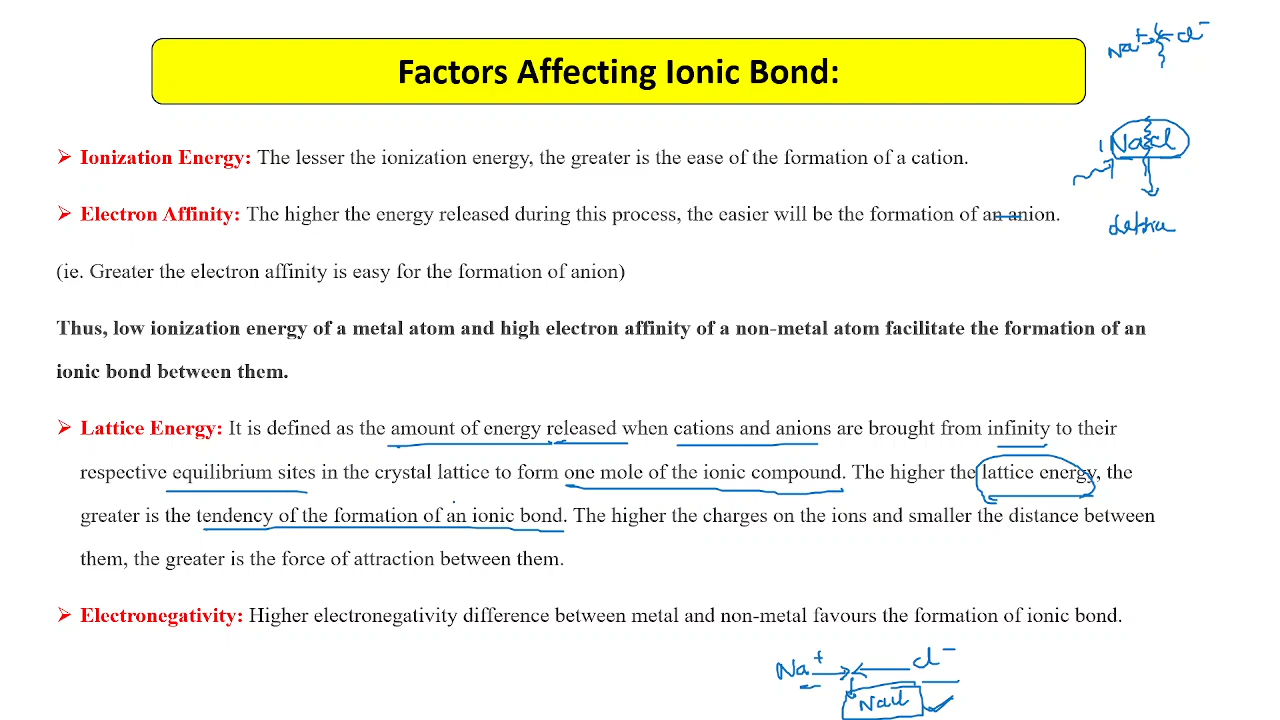 Factors Affecting Ionic Bond:
Na⁺ → ← Cl⁻
➢ Ionization Energy: The lesser the ionization energy, the greater is the ease of the formation of a cation.
NaCl
➢ Electron Affinity: The higher the energy released during this process, the easier will be the formation of an anion.
(ie. Greater the electron affinity is easy for the formation of anion)
Thus, low ionization energy of a metal atom and high electron affinity of a non-metal atom facilitate the formation of an
ionic bond between them.
➢ Lattice Energy: It is defined as the amount of energy released when cations and anions are brought from infinity to their
respective equilibrium sites in the crystal lattice to form one mole of the ionic compound. The higher the lattice energy, the
greater is the tendency of the formation of an ionic bond. The higher the charges on the ions and smaller the distance between
them, the greater is the force of attraction between them.
➢ Electronegativity: Higher electronegativity difference between metal and non-metal favours the formation of ionic bond.
Na⁺ → ← Cl⁻
NaCl